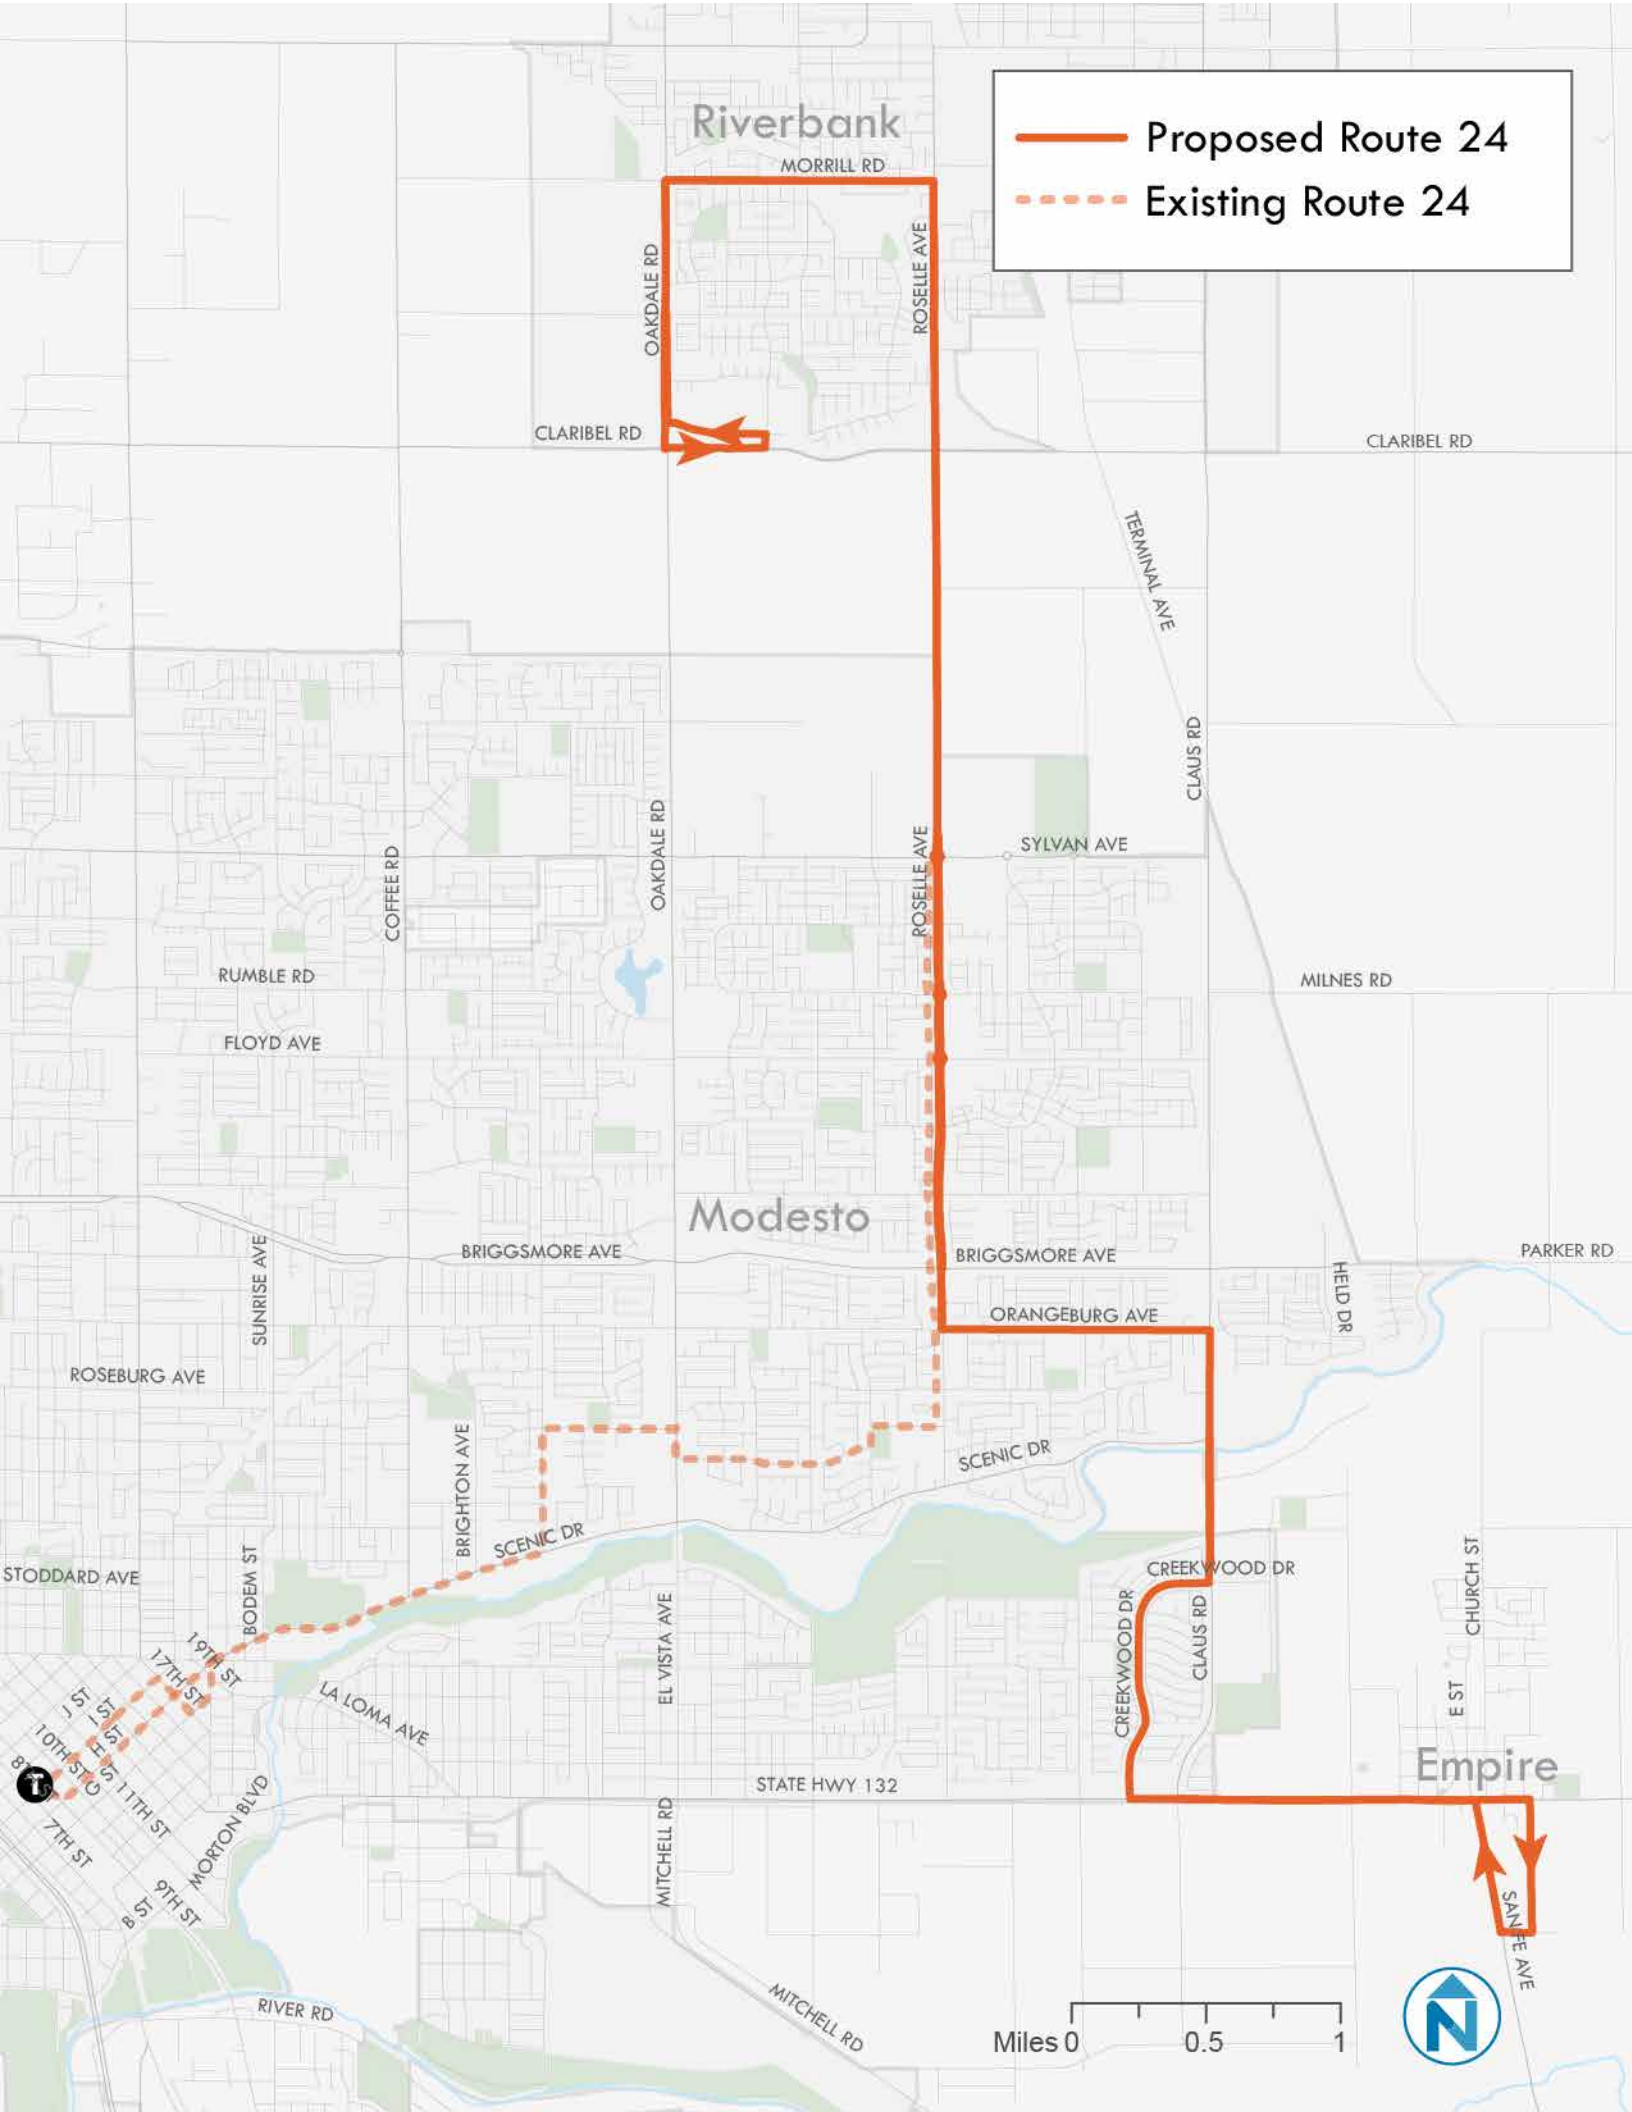 Riverbank
MORRILL RD
Proposed Route 24
Existing Route 24
OAKDALE RD
ROSELLE AVE
CLARIBEL RD
CLARIBEL RD
TERMINAL AVE
CLAUS RD
OAKDALE RD
ROSELLE AVE
SYLVAN AVE
COFFEE RD
RUMBLE RD
MILNES RD
FLOYD AVE
Modesto
SUNRISE AVE
BRIGGSMORE AVE
BRIGGSMORE AVE
PARKER RD
HELD DR
ORANGEBURG AVE
ROSEBURG AVE
BRIGHTON AVE
SCENIC DR
SCENIC DR
STODDARD AVE
BODEM ST
CREEKWOOD DR
CHURCH ST
EL VISTA AVE
CREEKWOOD DR
CLAUS RD
19TH ST
17TH ST
J ST
I ST
H ST
G ST
10TH ST
11TH ST
LA LOMA AVE
E ST
Empire
T
STATE HWY 132
7TH ST
MORTON BLVD
MITCHELL RD
9TH ST
B ST
SANTA FE AVE
RIVER RD
MITCHELL RD
Miles 0 0.5 1
N